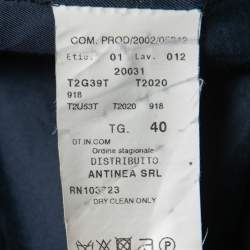 COM. PROD/2002/
Etic. 01 Lav. 012
20031
T2G39T T2020
918
T2U53T T2020 918
TG. 40
DT.IN.COM
Ordine stagionale
DISTRIBUITO
ANTINEA SRL
DRY CLEAN ONLY